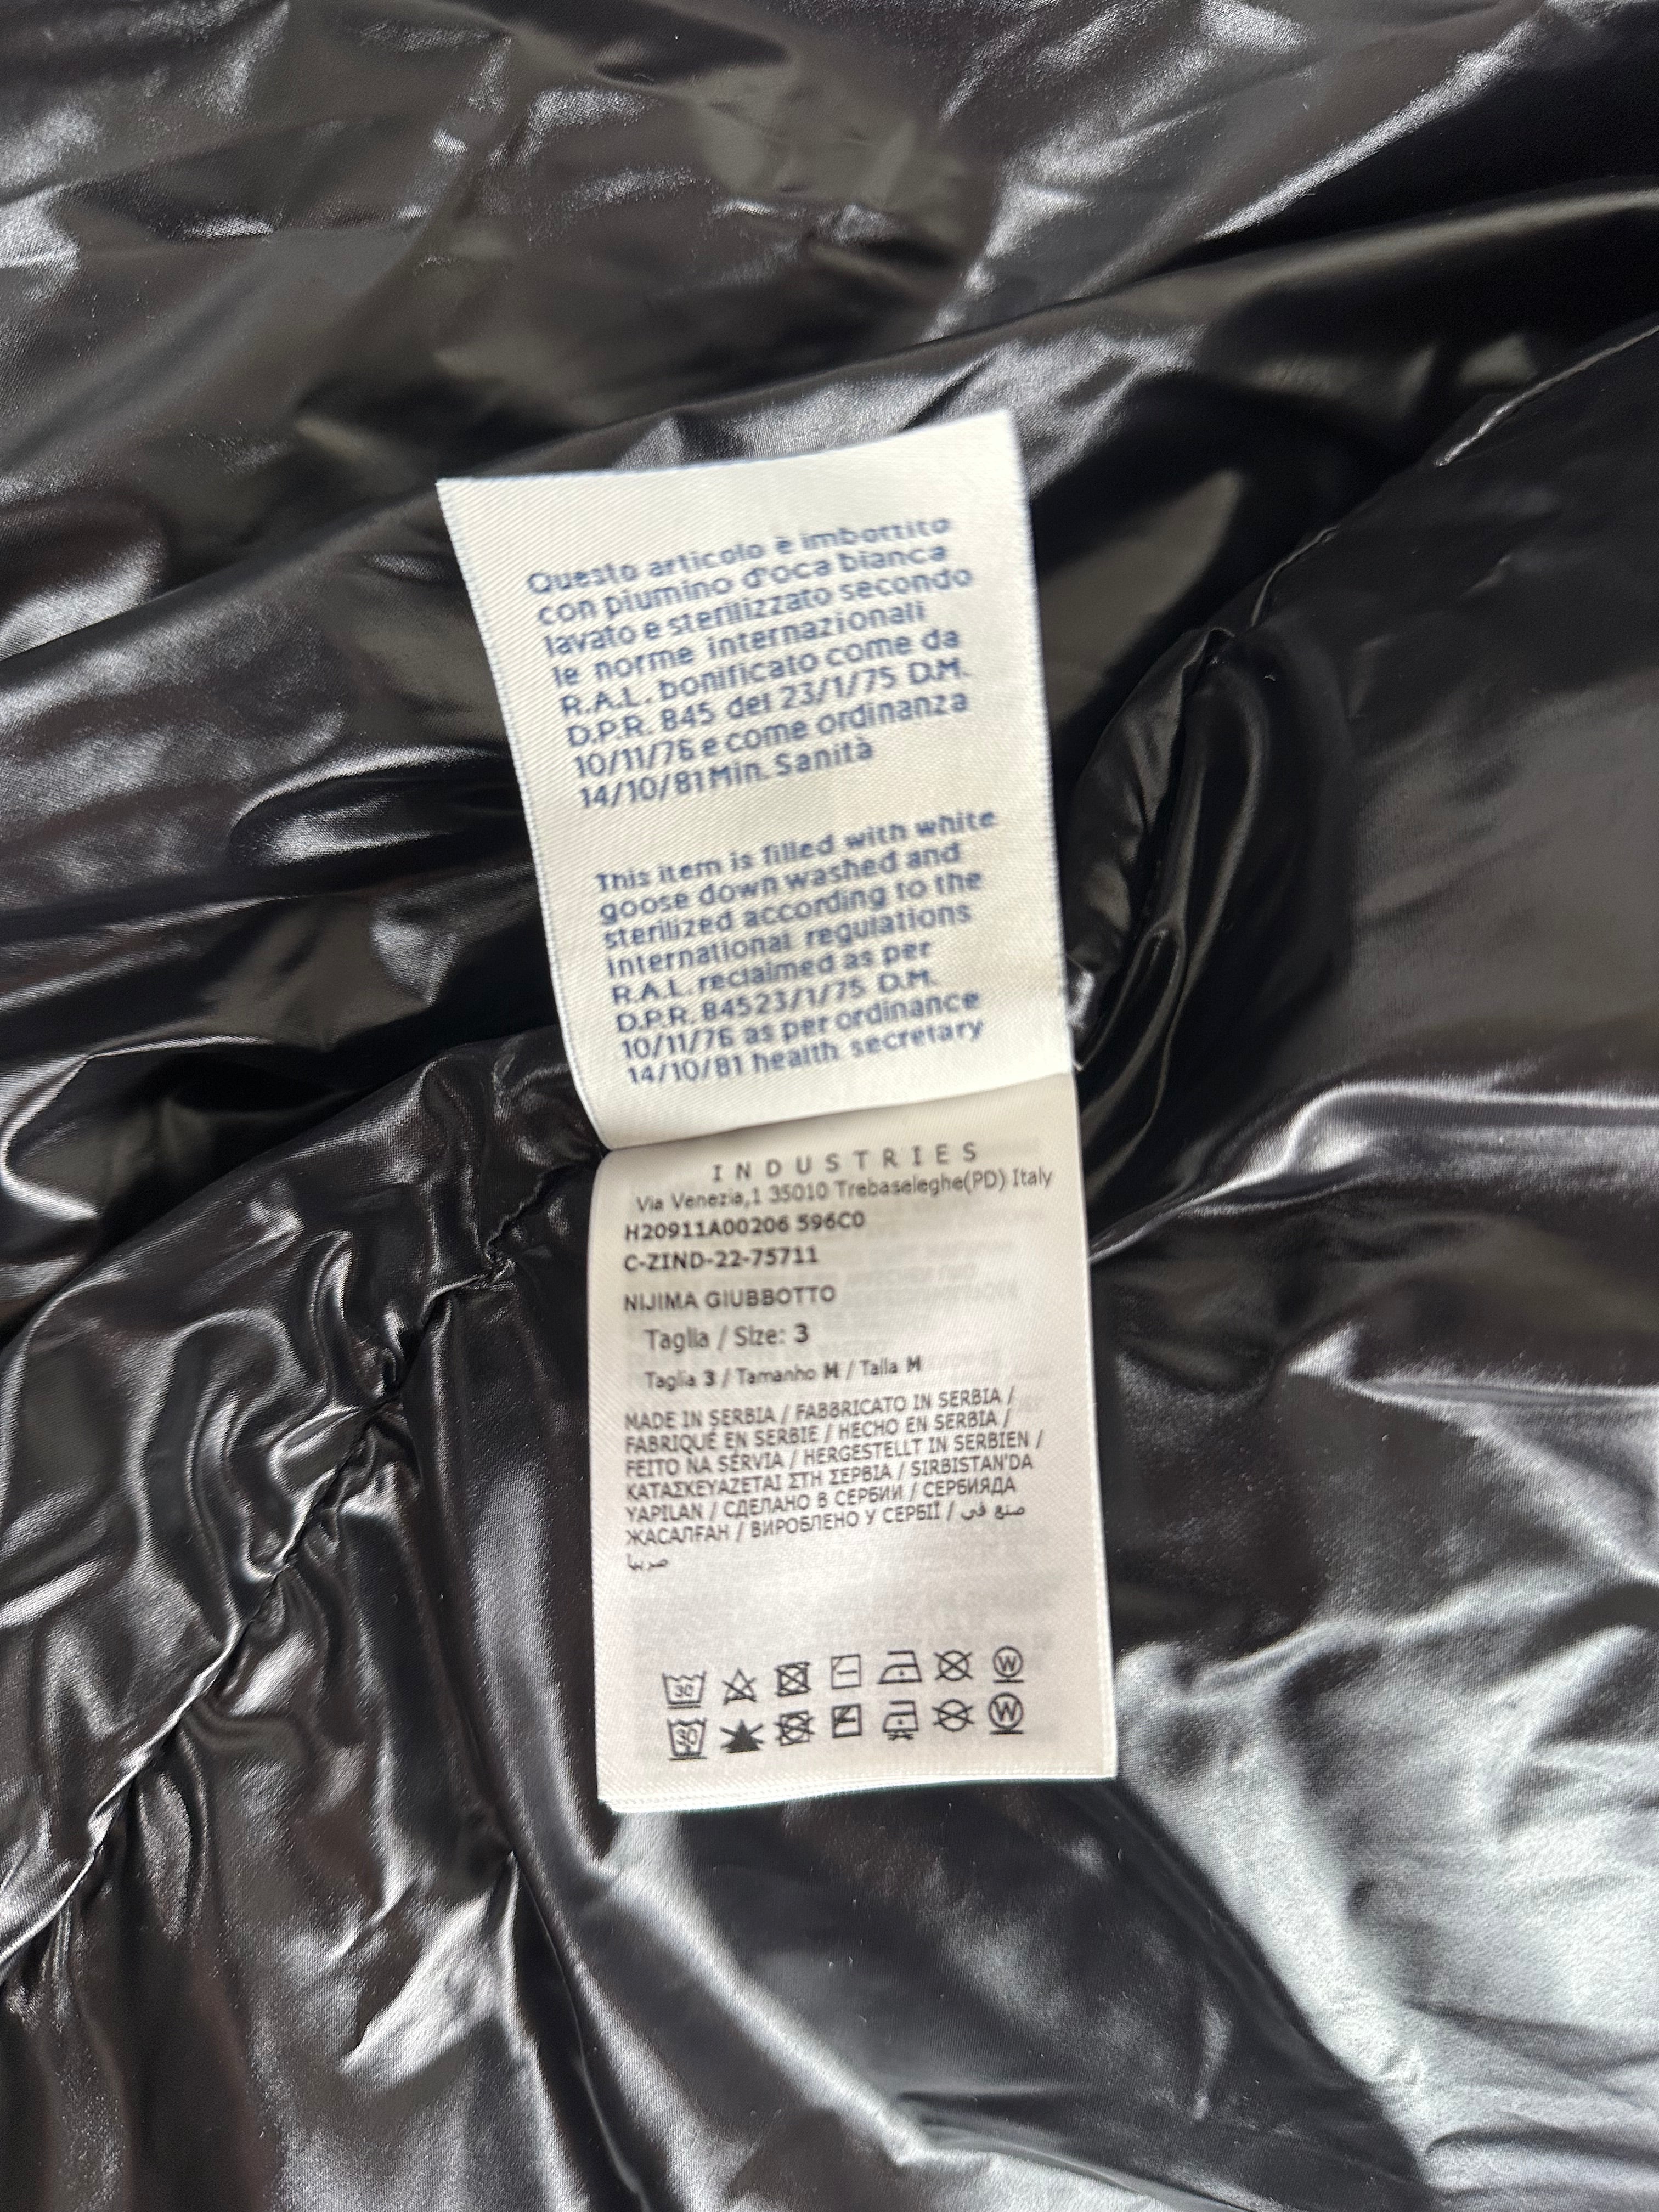 Questo articolo è imbottito
con piumino d'oca bianca
lavato e sterilizzato secondo
le norme internazionali
R.A.L. bonificato come da
D.P.R. 845 del 23/1/75 D.M.
10/11/76 e come ordinanza
14/10/81 Min. Sanità
This item is filled with white
goose down washed and
sterilized according to the
international regulations
R.A.L. reclaimed as per
D.P.R. 84523/1/75 D.M.
10/11/76 as per ordinance
14/10/81 health secretary
INDUSTRIES
Via Venezia,1 35010 Trebaseleghe(PD) Italy
H20911A00206 596C0
C-ZIND-22-75711
NIJIMA GIUBBOTTO
Taglia / Size: 3
Taglia 3 / Tamanho M / Talla M
MADE IN SERBIA / FABBRICATO IN SERBIA /
FABRIQUÉ EN SERBIE / HECHO EN SERBIA /
FEITO NA SÉRVIA / HERGESTELLT IN SERBIEN /
ΚΑΤΑΣΚΕΥΑΖΕΤΑΙ ΣΤΗ ΣΕΡΒΙΑ / SIRBISTAN'DA
YAPILAN / СДЕЛАНО В СЕРБИИ / СЕРБИЯДА
ЖАСАЛҒАН / ВИРОБЛЕНО У СЕРБІЇ / صنع في
صربيا
30 W
30 W